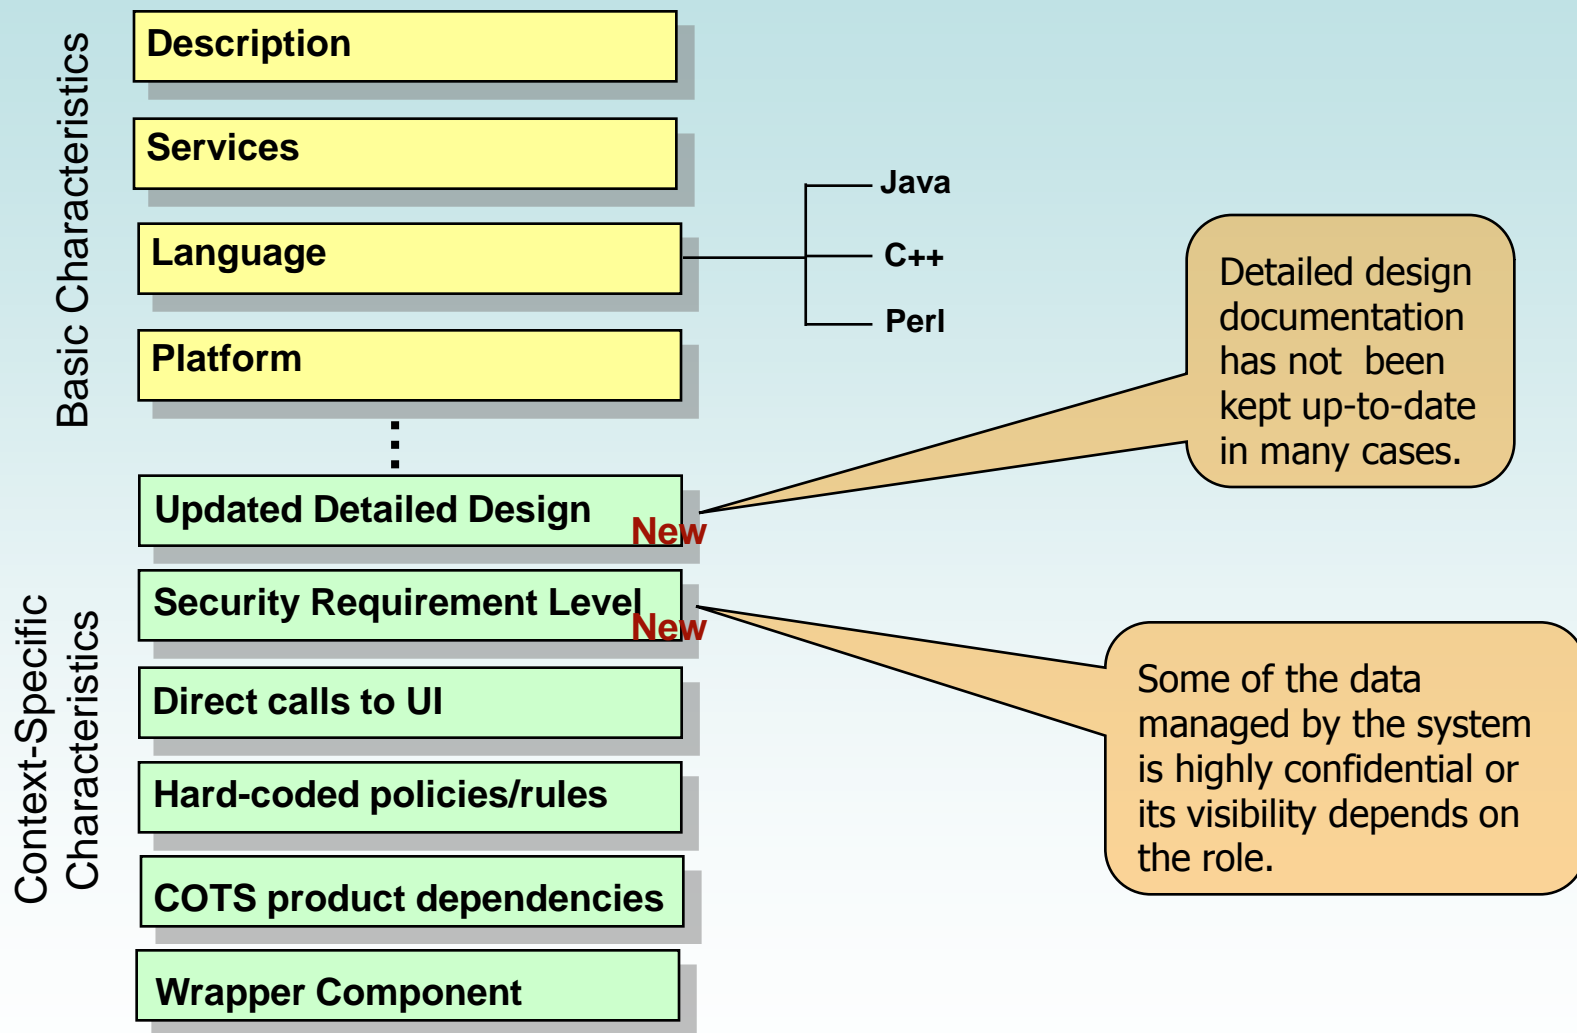 Basic Characteristics
Description
Services
Language
Java
C++
Perl
Platform
Context-Specific
Characteristics
Updated Detailed Design
New
Security Requirement Level
New
Direct calls to UI
Hard-coded policies/rules
COTS product dependencies
Wrapper Component
Detailed design
documentation
has not been
kept up-to-date
in many cases.
Some of the data
managed by the system
is highly confidential or
its visibility depends on
the role.